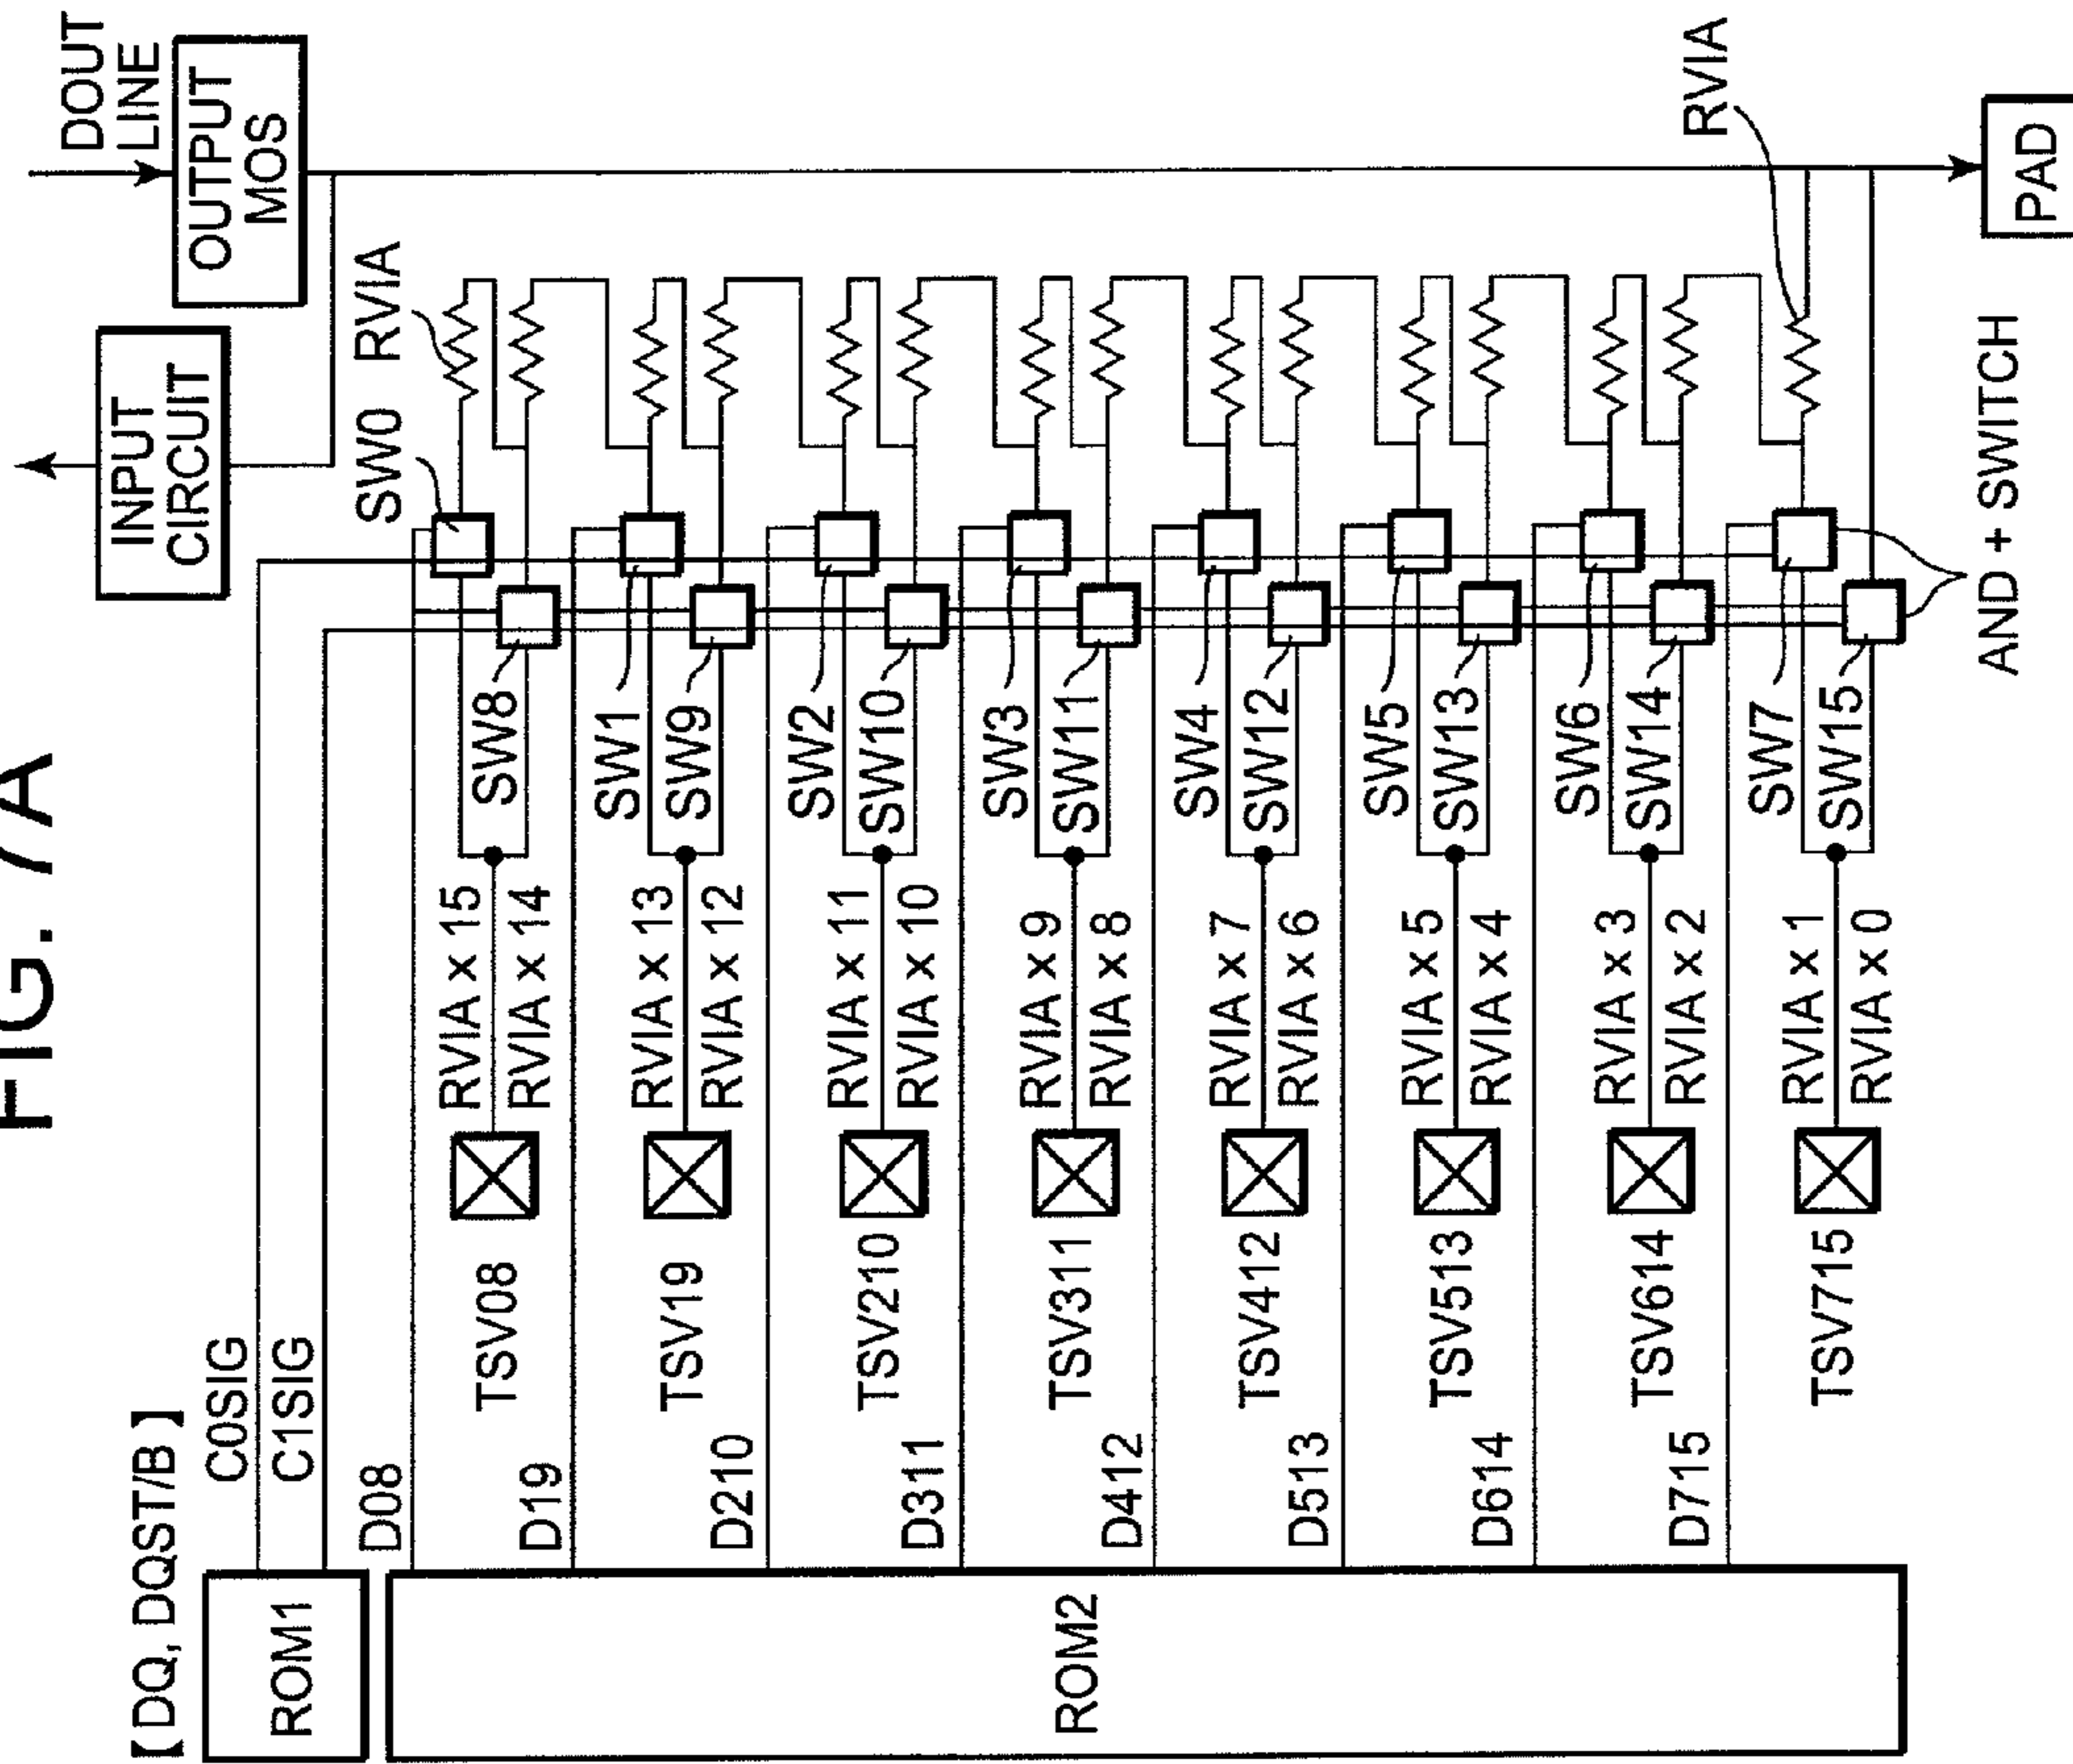 FIG. 7A
[ DQ, DQST/B ]
C0SIG
C1SIG
ROM1
ROM2
D08
D19
D210
D311
D412
D513
D614
D715
TSV08
TSV19
TSV210
TSV311
TSV412
TSV513
TSV614
TSV715
RVIA x 15
RVIA x 14
RVIA x 13
RVIA x 12
RVIA x 11
RVIA x 10
RVIA x 9
RVIA x 8
RVIA x 7
RVIA x 6
RVIA x 5
RVIA x 4
RVIA x 3
RVIA x 2
RVIA x 1
RVIA x 0
SW8
SW1
SW9
SW2
SW10
SW3
SW11
SW4
SW12
SW5
SW13
SW6
SW14
SW7
SW15
SW0
RVIA
INPUT
CIRCUIT
OUTPUT
MOS
DOUT
LINE
RVIA
PAD
AND + SWITCH